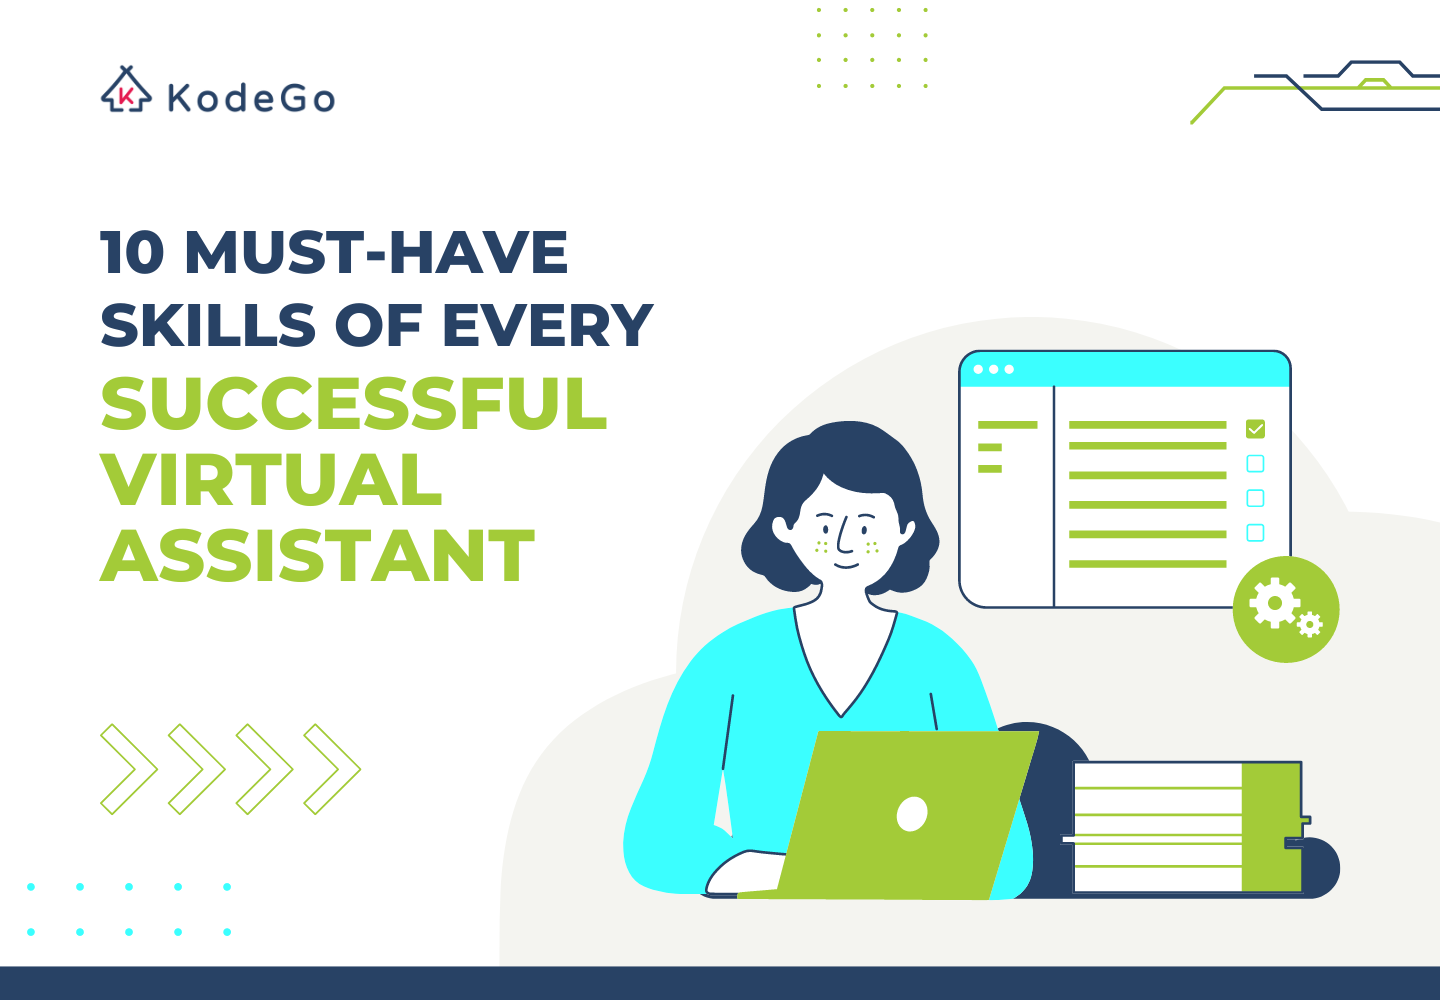 KodeGo
10 MUST-HAVE
SKILLS OF EVERY
SUCCESSFUL
VIRTUAL
ASSISTANT